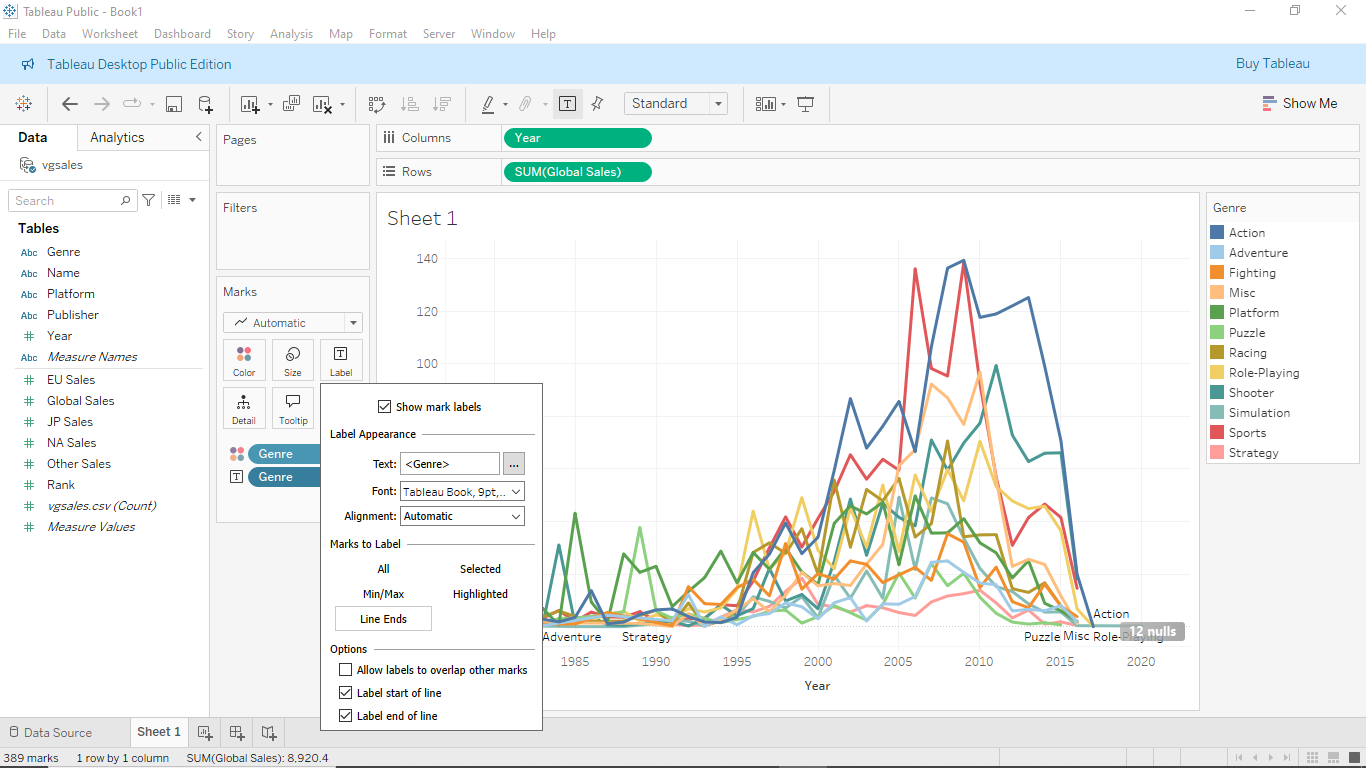 Tableau Public - Book1
File Data Worksheet Dashboard Story Analysis Map Format Server Window Help
Tableau Desktop Public Edition
Buy Tableau
Standard
Show Me
Data
Analytics
vgsales
Search
Tables
Abc Genre
Abc Name
Abc Platform
Abc Publisher
Year
Abc Measure Names
EU Sales
Global Sales
JP Sales
NA Sales
Other Sales
Rank
vgsales.csv (Count)
Measure Values
Pages
Filters
Marks
Automatic
Color
Size
Label
Detail
Tooltip
Genre
Genre
Columns
Year
Rows
SUM(Global Sales)
Sheet 1
140
120
100
Action
12 nulls
Adventure
Strategy
Puzzle
Misc
1985
1990
1995
2000
2005
2010
2015
2020
Year
Show mark labels
Label Appearance
Text: <Genre> ...
Font: Tableau Book, 9pt,...
Alignment: Automatic
Marks to Label
All
Selected
Min/Max
Highlighted
Line Ends
Options
Allow labels to overlap other marks
Label start of line
Label end of line
Genre
Action
Adventure
Fighting
Misc
Platform
Puzzle
Racing
Role-Playing
Shooter
Simulation
Sports
Strategy
Data Source
Sheet 1
389 marks
1 row by 1 column
SUM(Global Sales): 8,920.4